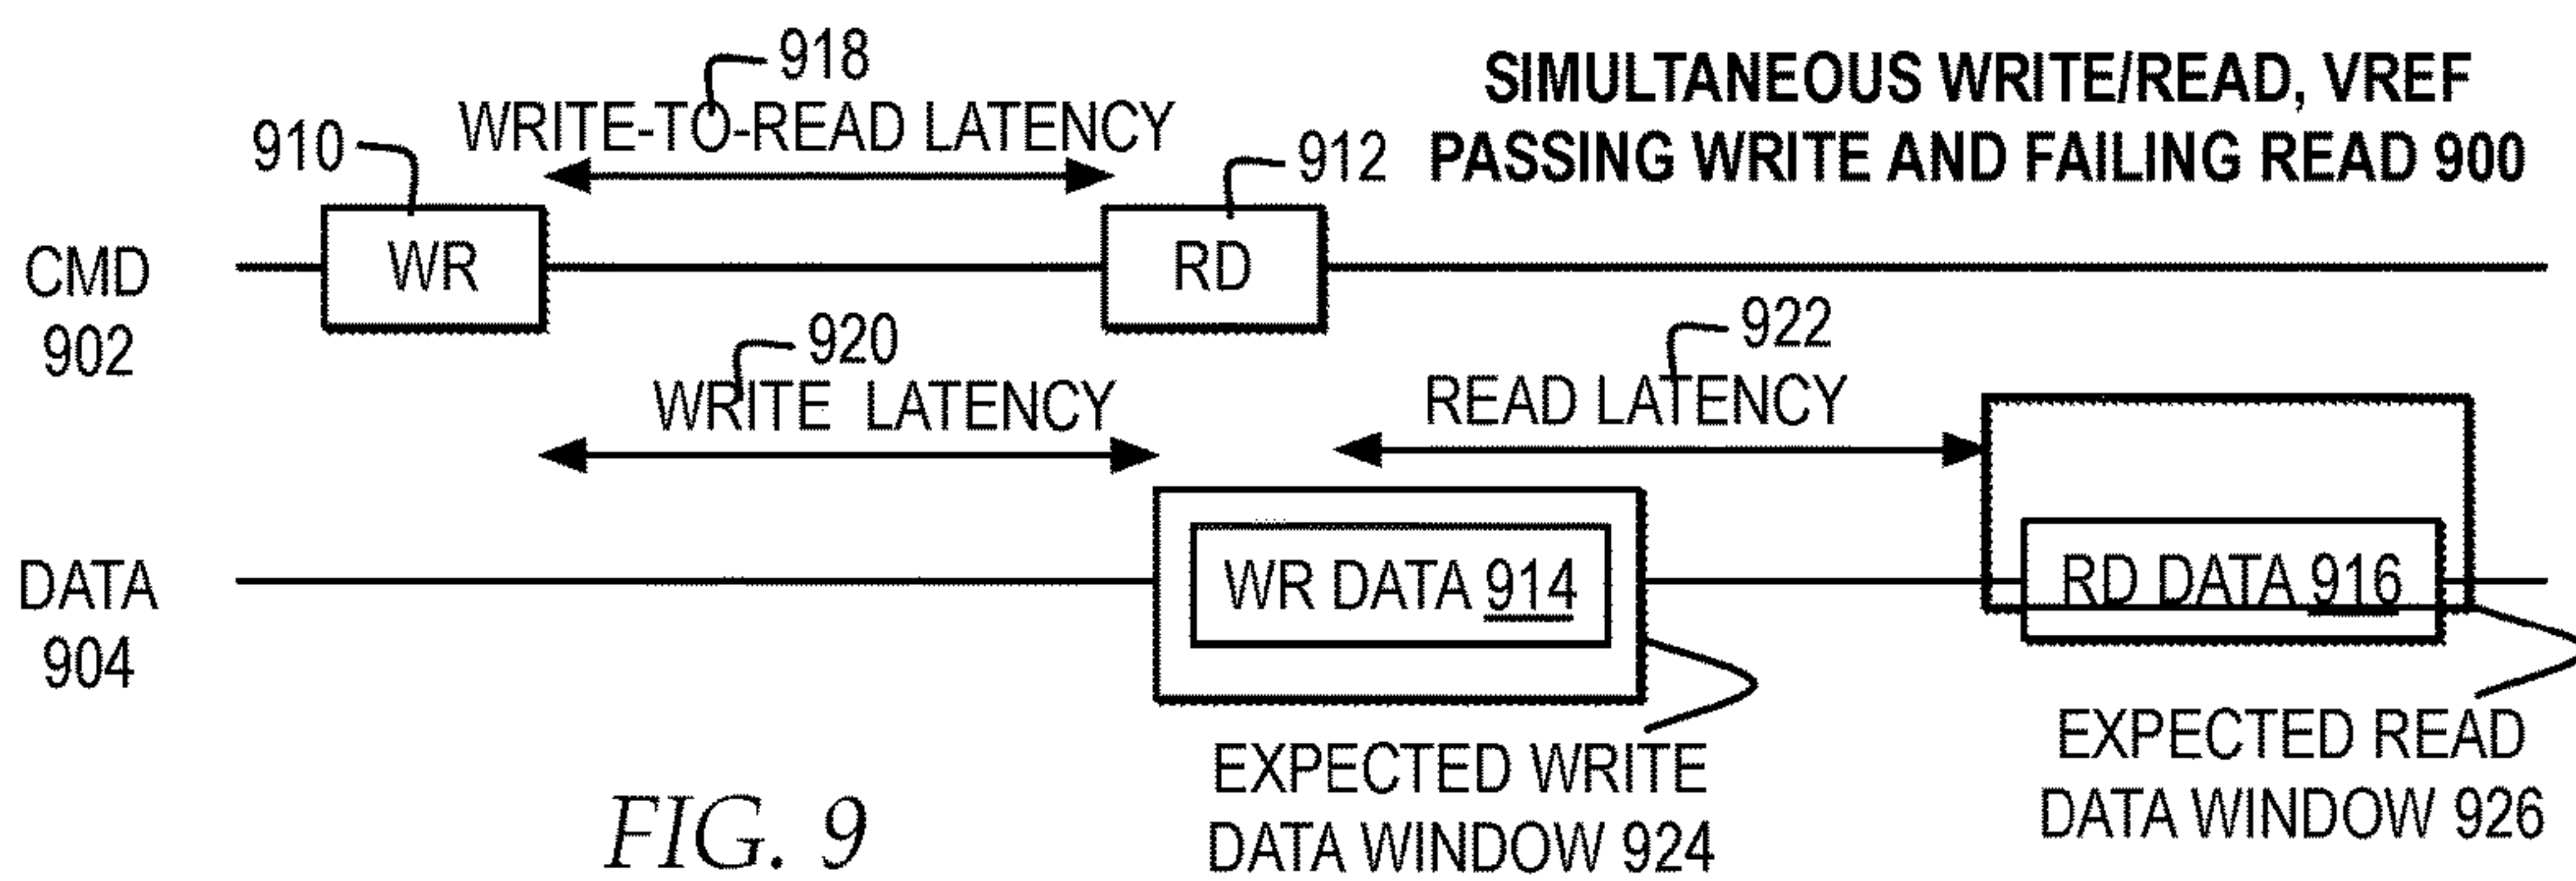 918
SIMULTANEOUS WRITE/READ, VREF
910
WRITE-TO-READ LATENCY
912
PASSING WRITE AND FAILING READ 900
WR
RD
CMD
902
920
922
WRITE LATENCY
READ LATENCY
DATA
904
WR DATA 914
RD DATA 916
EXPECTED WRITE
DATA WINDOW 924
EXPECTED READ
DATA WINDOW 926
FIG. 9